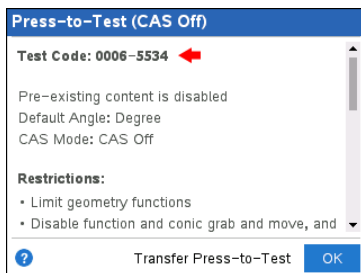 Press-to-Test (CAS Off)
Test Code: 0006-5534
Pre-existing content is disabled
Default Angle: Degree
CAS Mode: CAS Off
Restrictions:
• Limit geometry functions
• Disable function and conic grab and move, and
? Transfer Press-to-Test OK